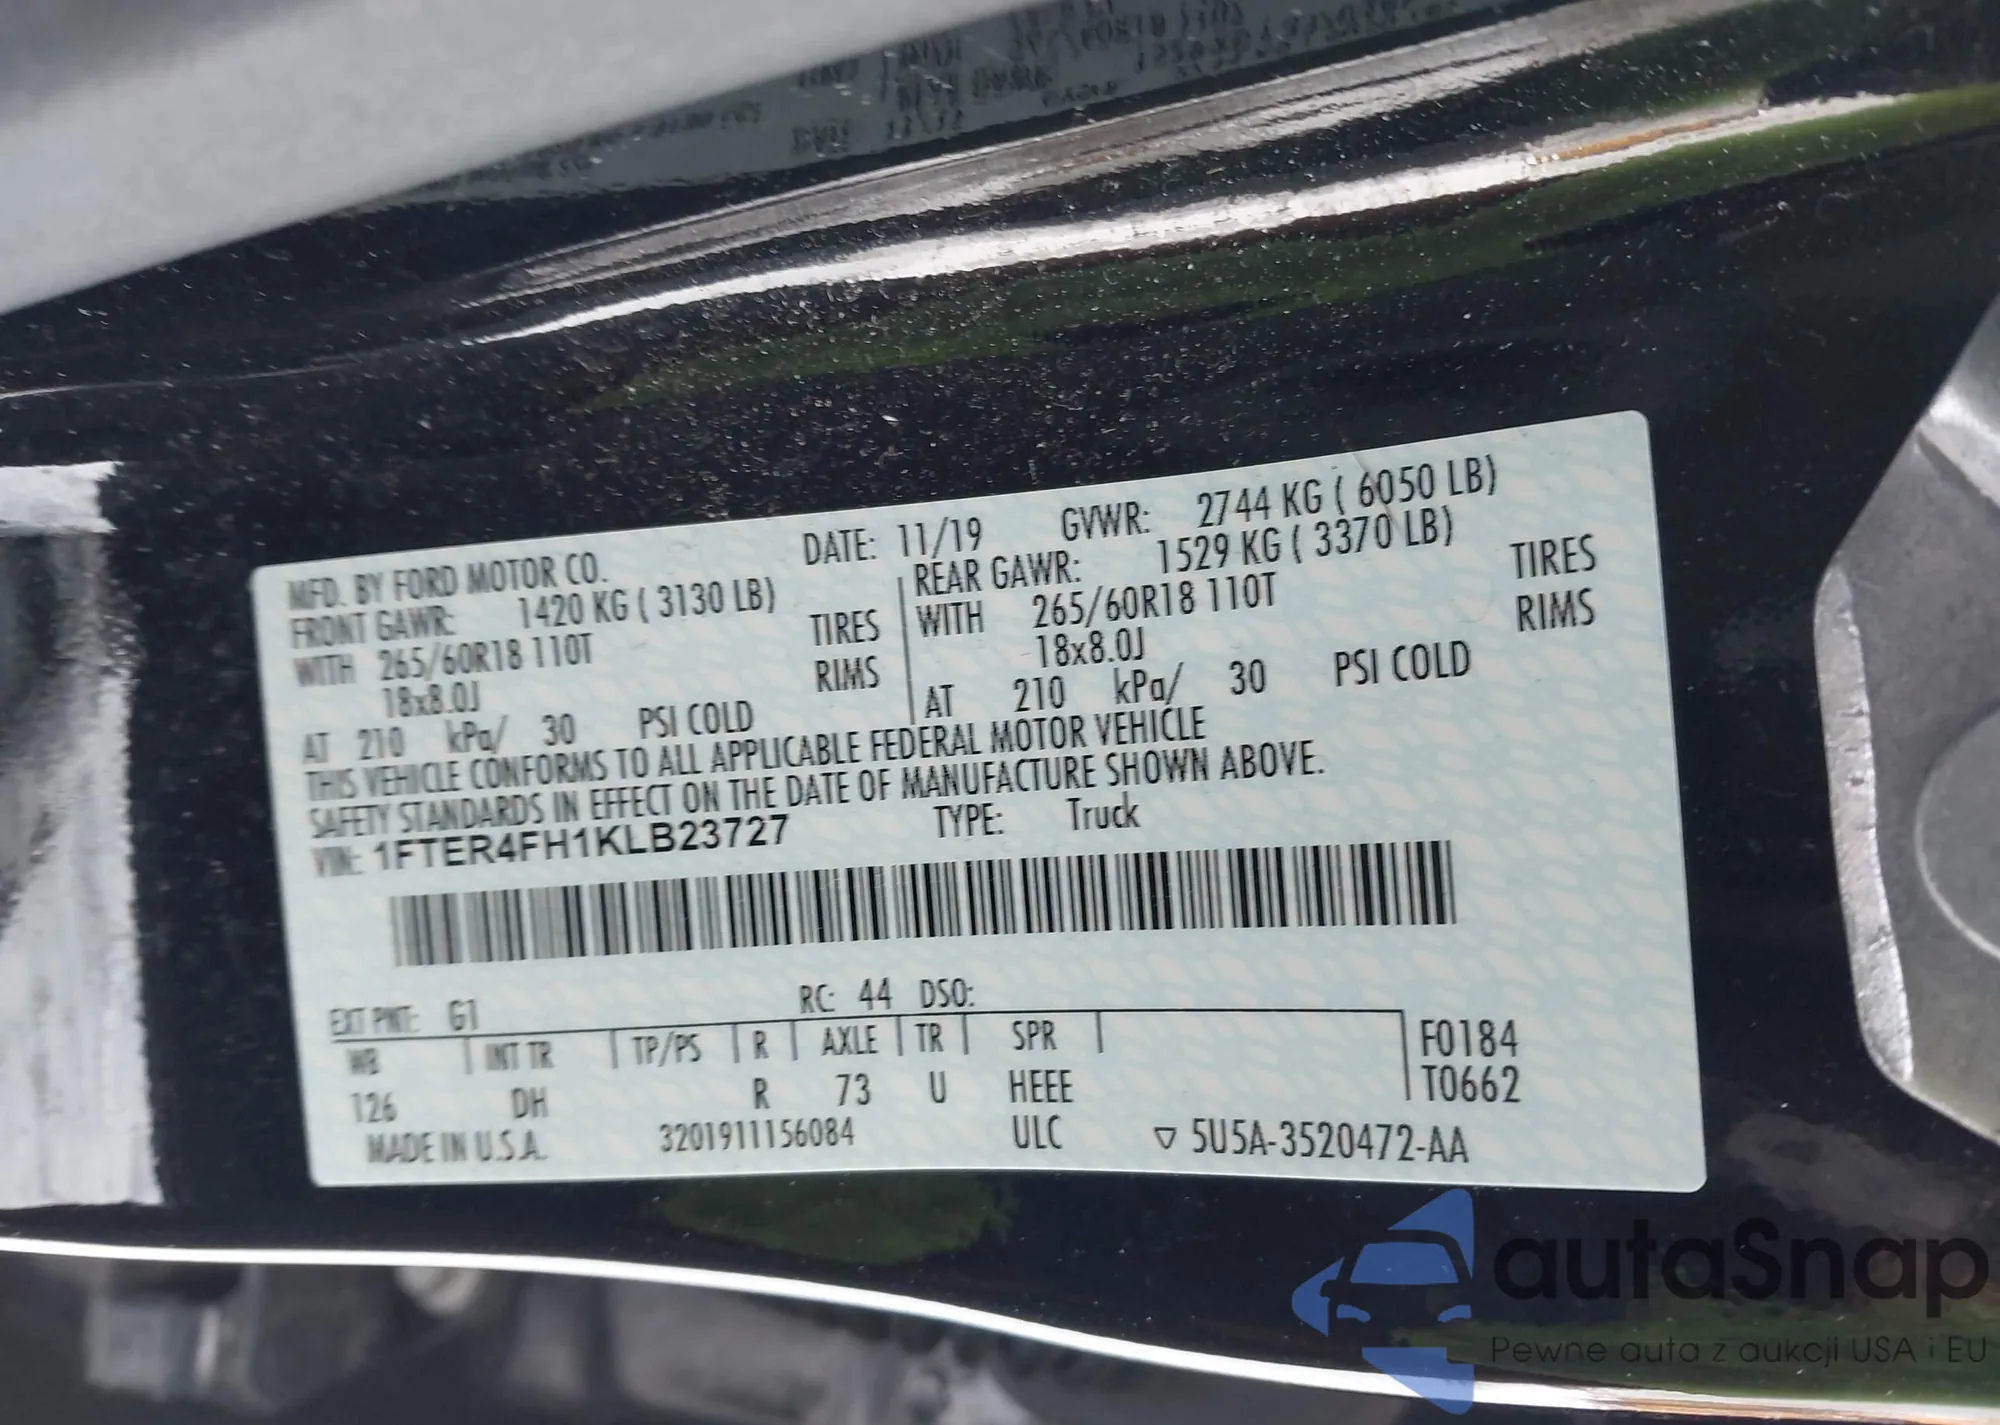 MFD. BY FORD MOTOR CO. DATE: 11/19 GVWR: 2744 KG ( 6050 LB)
FRONT GAWR: 1420 KG ( 3130 LB) REAR GAWR: 1529 KG ( 3370 LB)
WITH 265/60R18 110T TIRES WITH 265/60R18 110T TIRES
18x8.0J RIMS 18x8.0J RIMS
AT 210 kPa/ 30 PSI COLD AT 210 kPa/ 30 PSI COLD
THIS VEHICLE CONFORMS TO ALL APPLICABLE FEDERAL MOTOR VEHICLE
SAFETY STANDARDS IN EFFECT ON THE DATE OF MANUFACTURE SHOWN ABOVE.
VIN: 1FTER4FH1KLB23727 TYPE: Truck
EXT PNT: G1 RC: 44 DSO:
WB INT TR TP/PS R AXLE TR SPR F0184
126 DH R 73 U HEEE T0662
MADE IN U.S.A. 3201911156084 ULC ▽ 5U5A-3520472-AA
autaSnap
Pewne auta z aukcji USA i EU